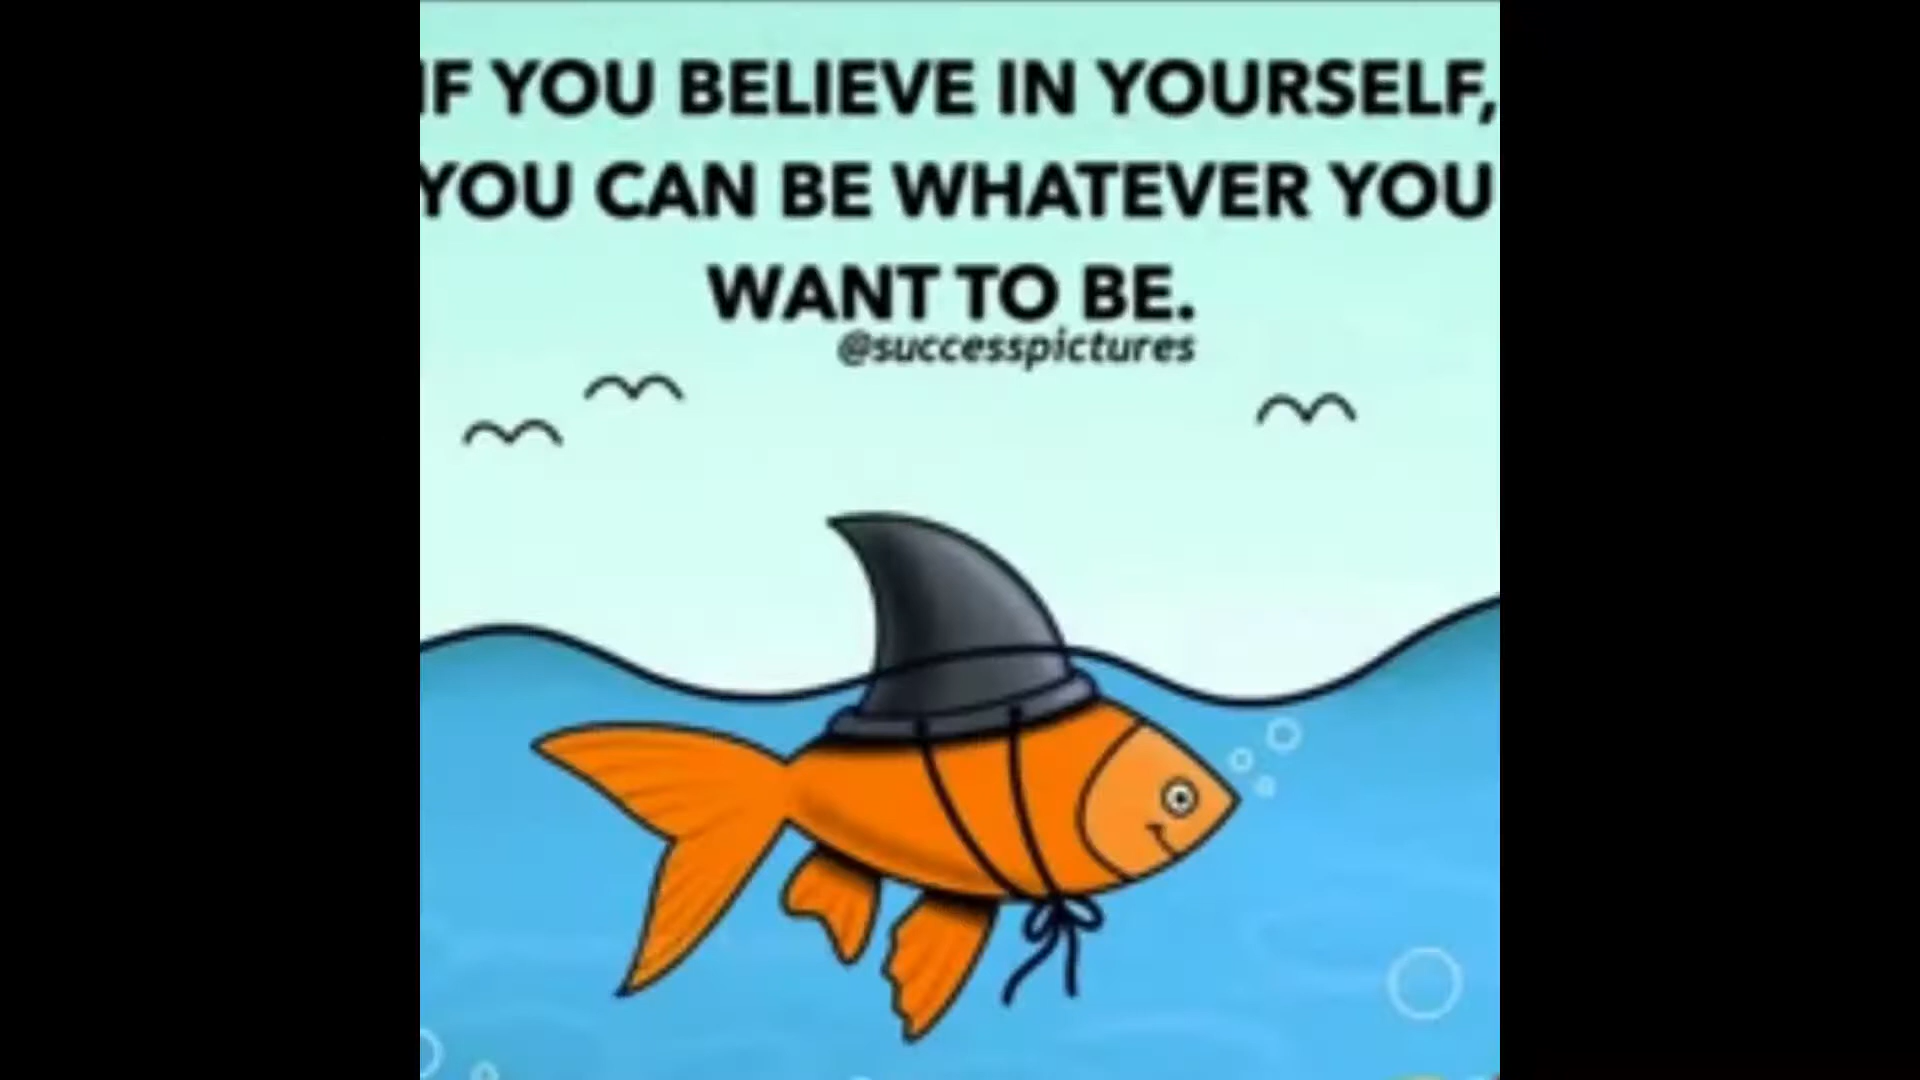 IF YOU BELIEVE IN YOURSELF,
YOU CAN BE WHATEVER YOU
WANT TO BE.
@successpictures